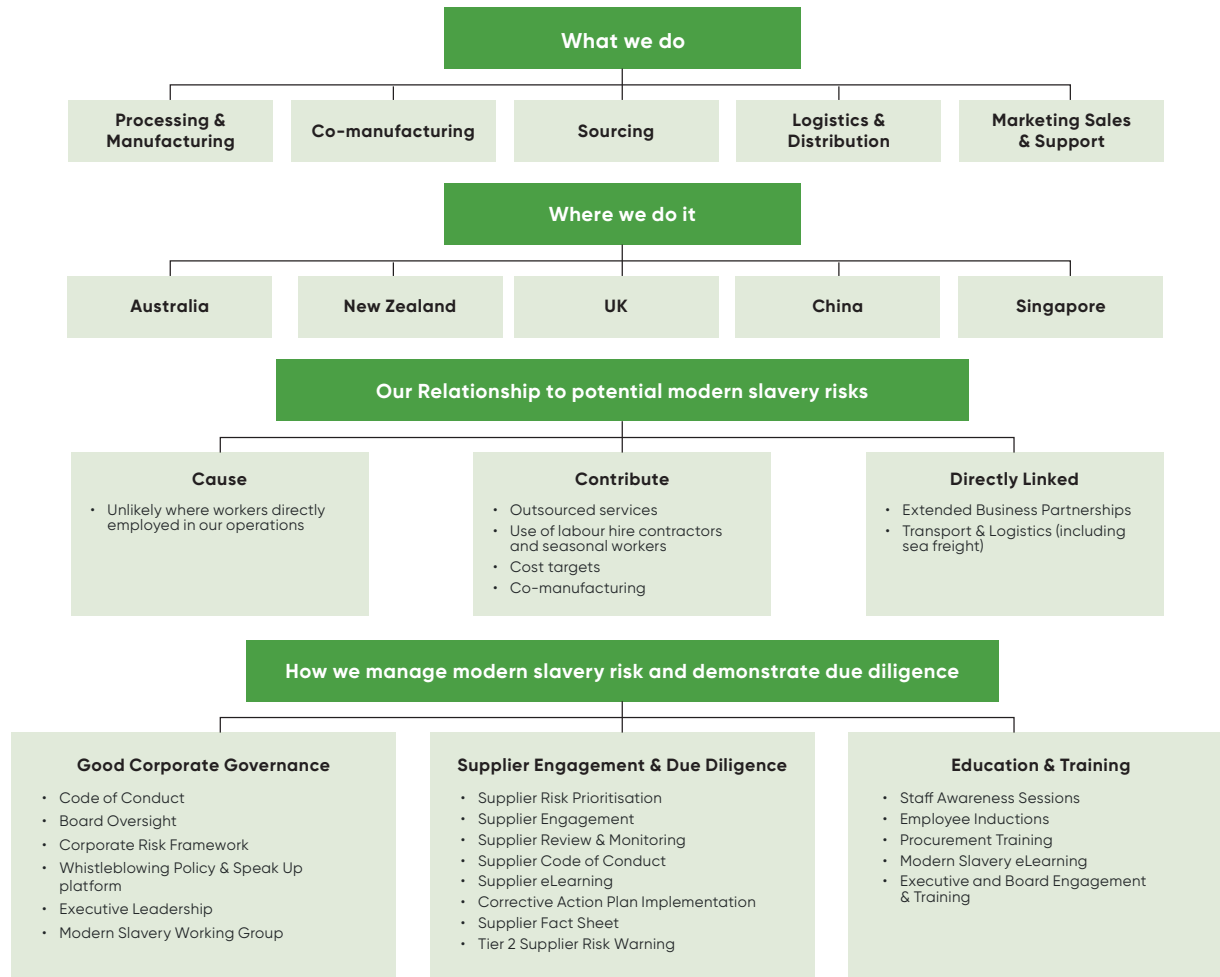 What we do
Processing &
Manufacturing
Co-manufacturing
Sourcing
Logistics &
Distribution
Marketing Sales
& Support
Where we do it
Australia
New Zealand
UK
China
Singapore
Our Relationship to potential modern slavery risks
Cause
• Unlikely where workers directly
employed in our operations
Contribute
• Outsourced services
• Use of labour hire contractors
and seasonal workers
• Cost targets
• Co-manufacturing
Directly Linked
• Extended Business Partnerships
• Transport & Logistics (including
sea freight)
How we manage modern slavery risk and demonstrate due diligence
Good Corporate Governance
• Code of Conduct
• Board Oversight
• Corporate Risk Framework
• Whistleblowing Policy & Speak Up
platform
• Executive Leadership
• Modern Slavery Working Group
Supplier Engagement & Due Diligence
• Supplier Risk Prioritisation
• Supplier Engagement
• Supplier Review & Monitoring
• Supplier Code of Conduct
• Supplier eLearning
• Corrective Action Plan Implementation
• Supplier Fact Sheet
• Tier 2 Supplier Risk Warning
Education & Training
• Staff Awareness Sessions
• Employee Inductions
• Procurement Training
• Modern Slavery eLearning
• Executive and Board Engagement
& Training